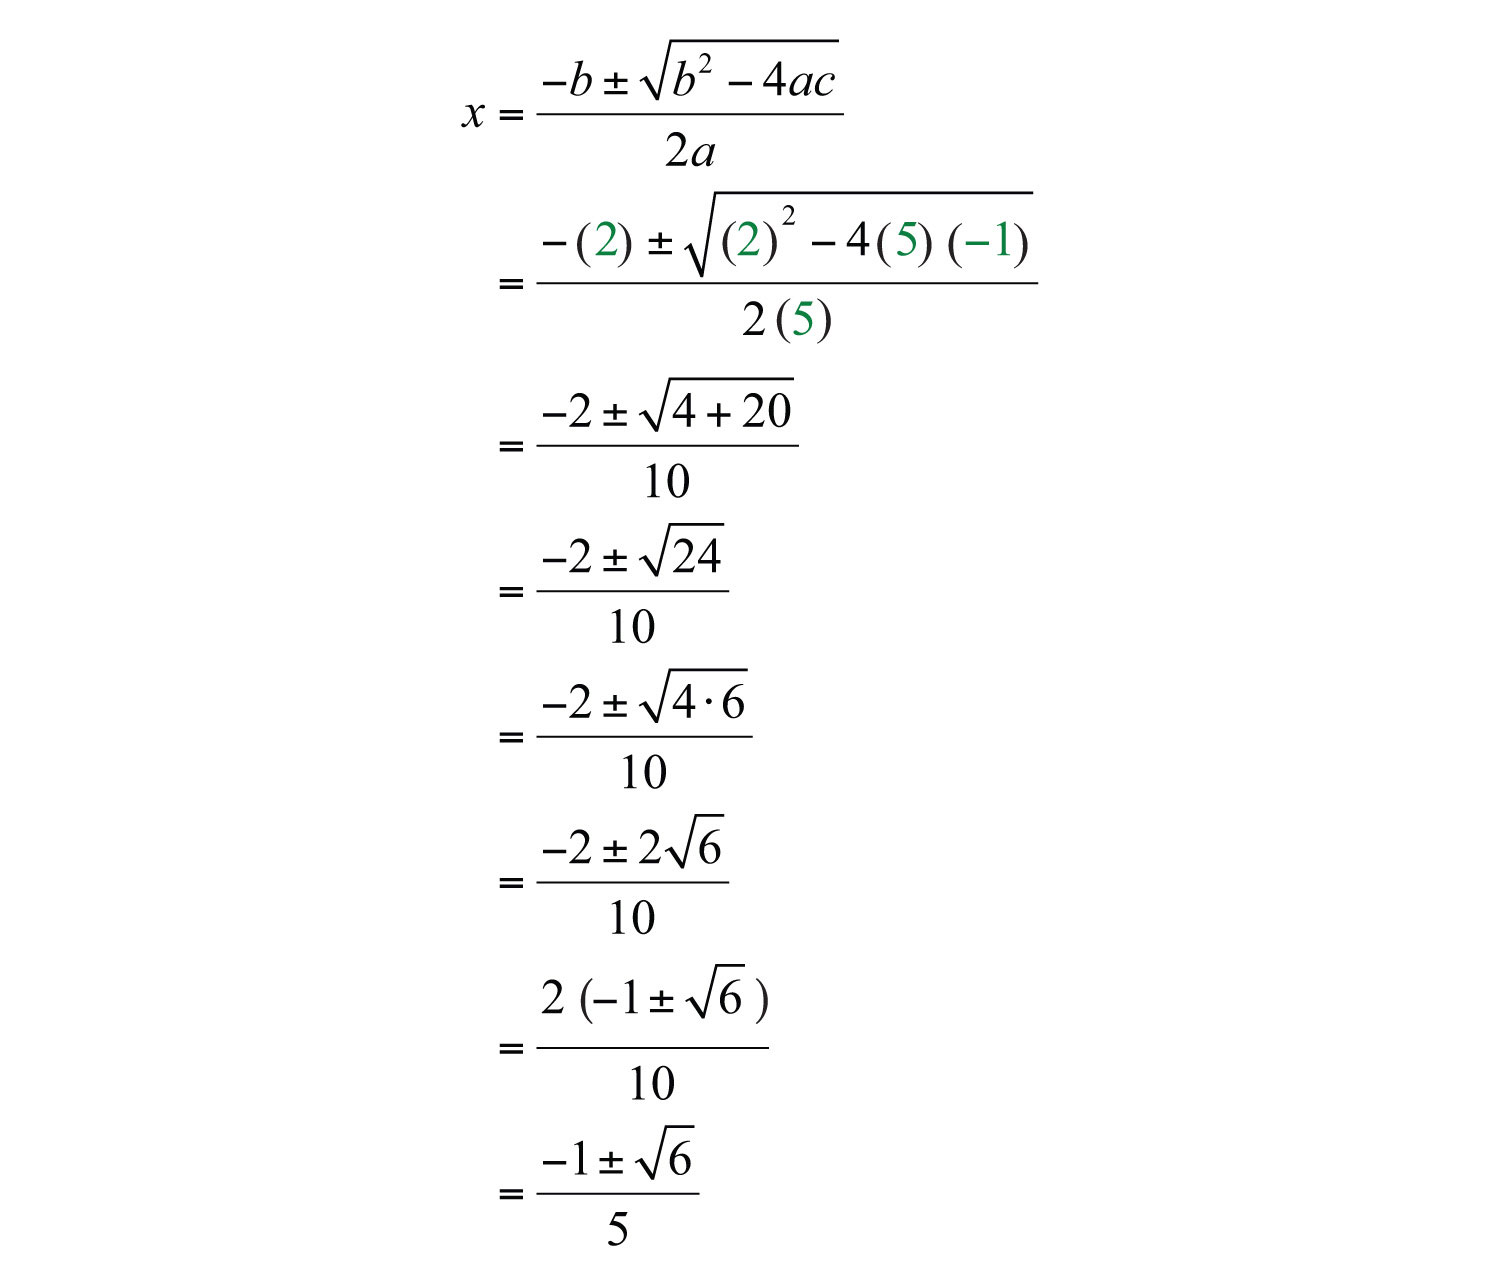 x = (−b ± √(b² − 4ac)) / (2a)
= (−(2) ± √((2)² − 4(5)(−1))) / (2(5))
= (−2 ± √(4 + 20)) / 10
= (−2 ± √24) / 10
= (−2 ± √(4 · 6)) / 10
= (−2 ± 2√6) / 10
= (2(−1 ± √6)) / 10
= (−1 ± √6) / 5